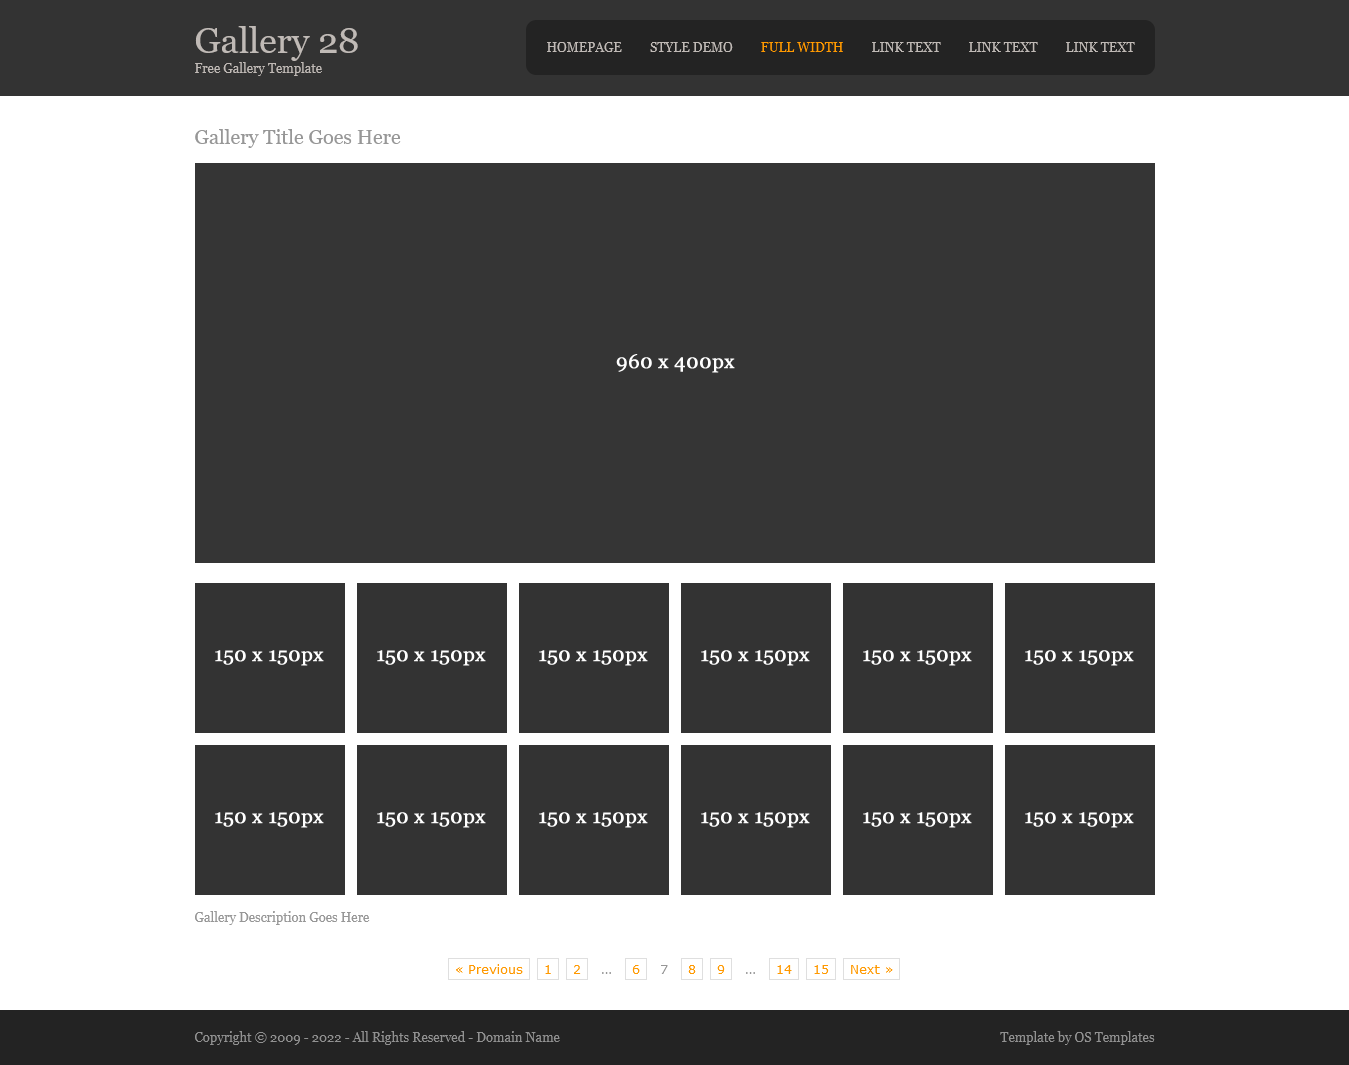 Gallery 28
Free Gallery Template
HOMEPAGE STYLE DEMO FULL WIDTH LINK TEXT LINK TEXT LINK TEXT
Gallery Title Goes Here
960 x 400px
150 x 150px 150 x 150px 150 x 150px 150 x 150px 150 x 150px 150 x 150px
150 x 150px 150 x 150px 150 x 150px 150 x 150px 150 x 150px 150 x 150px
Gallery Description Goes Here
« Previous 1 2 … 6 7 8 9 … 14 15 Next »
Copyright © 2009 - 2022 - All Rights Reserved - Domain Name
Template by OS Templates